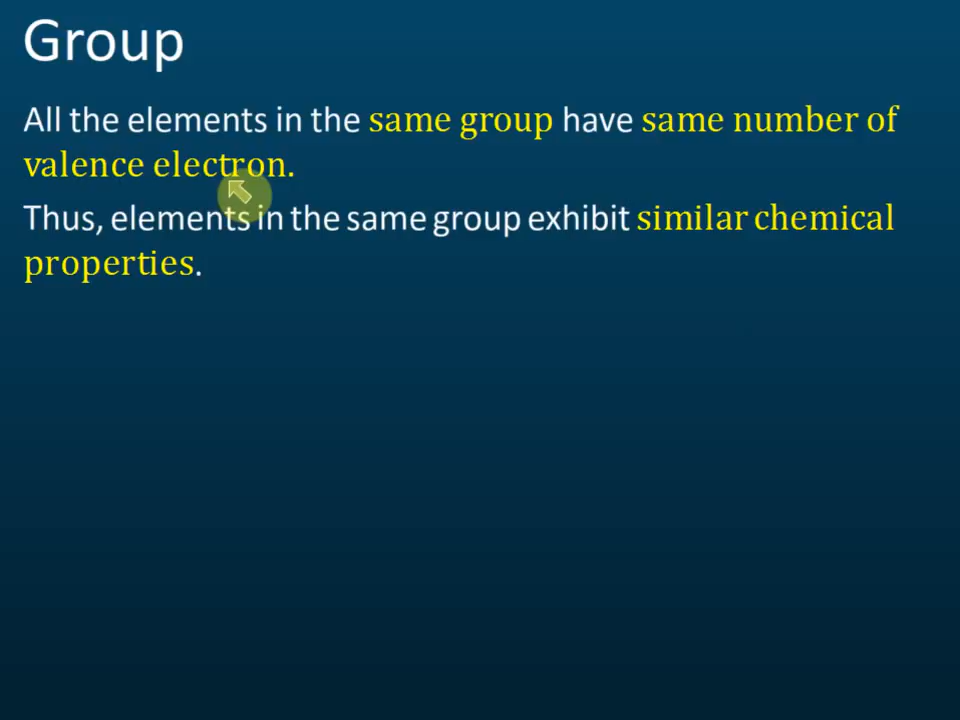 Group
All the elements in the same group have same number of
valence electron.
Thus, elements in the same group exhibit similar chemical
properties.